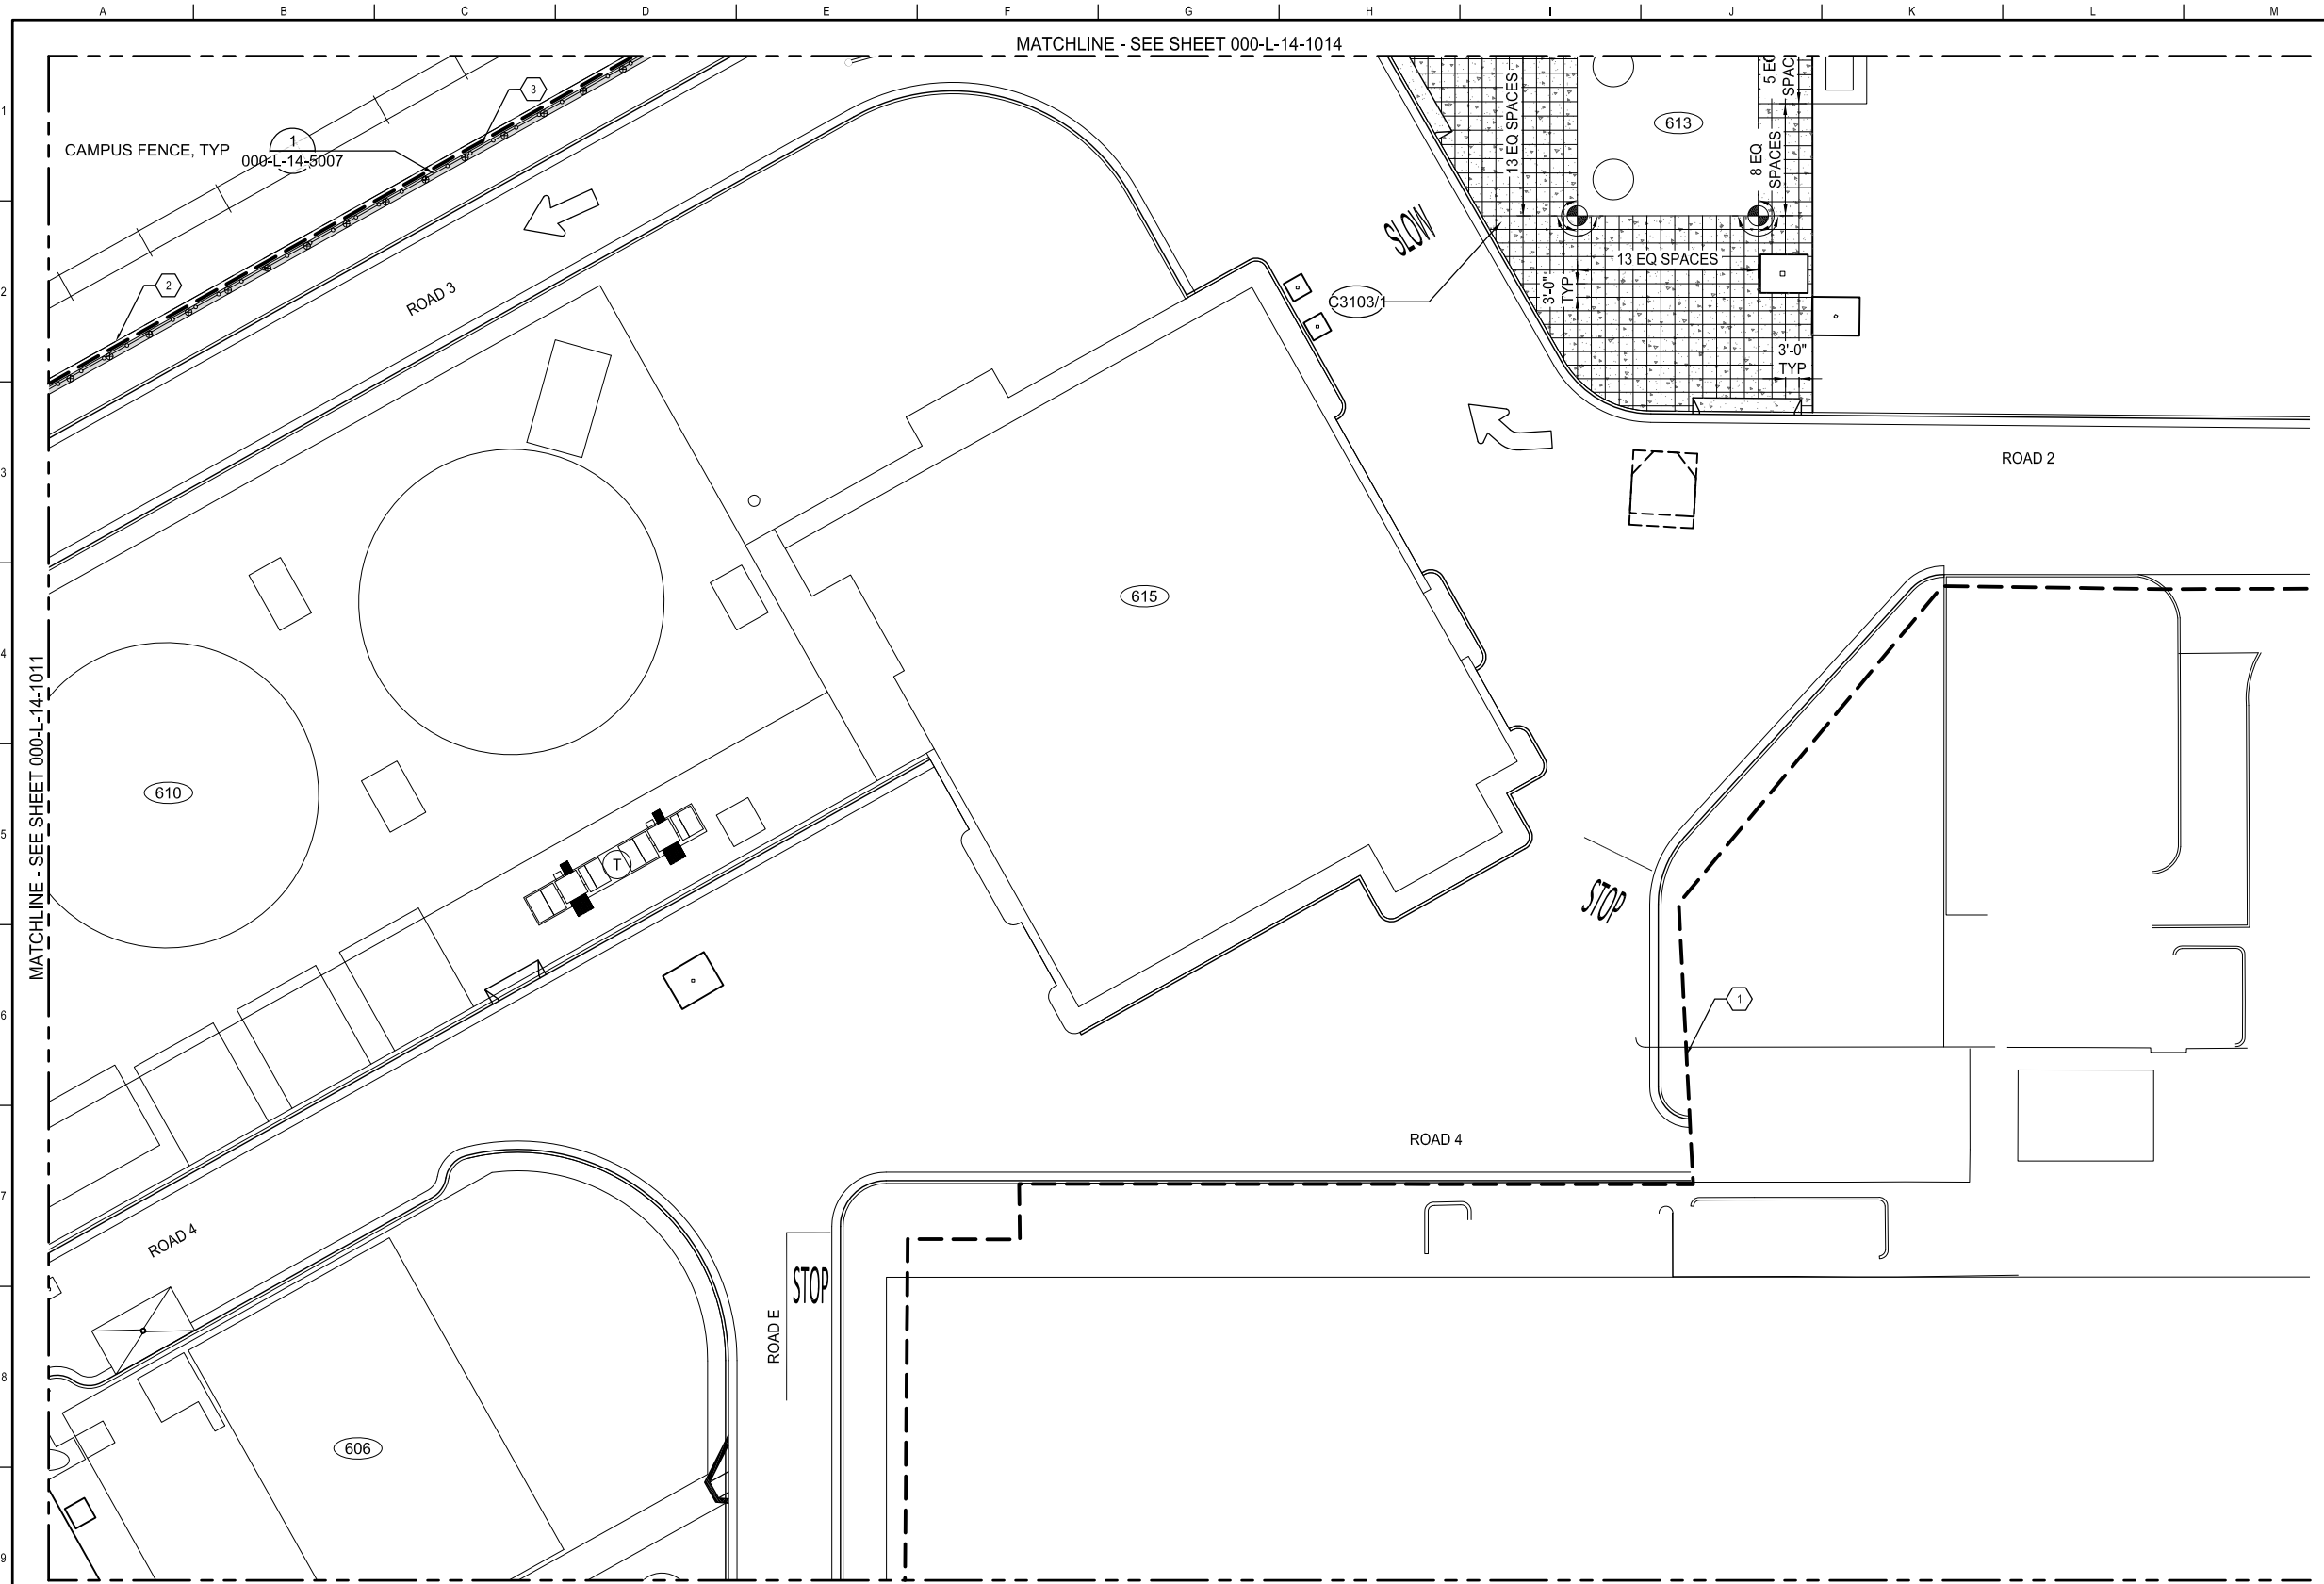 A B C D E F G H I J K L M
MATCHLINE - SEE SHEET 000-L-14-1014
1
2
3
4
5
6
7
8
9
MATCHLINE - SEE SHEET 000-L-14-1011
3
CAMPUS FENCE, TYP
1
000-L-14-5007
2
ROAD 3
SLOW
C3103/1
13 EQ SPACES
613
5 EQ
SPAC
8 EQ
SPACES
13 EQ SPACES
3'-0"
TYP
3'-0"
TYP
ROAD 2
615
610
T
STOP
1
ROAD 4
ROAD 4
STOP
ROAD E
606